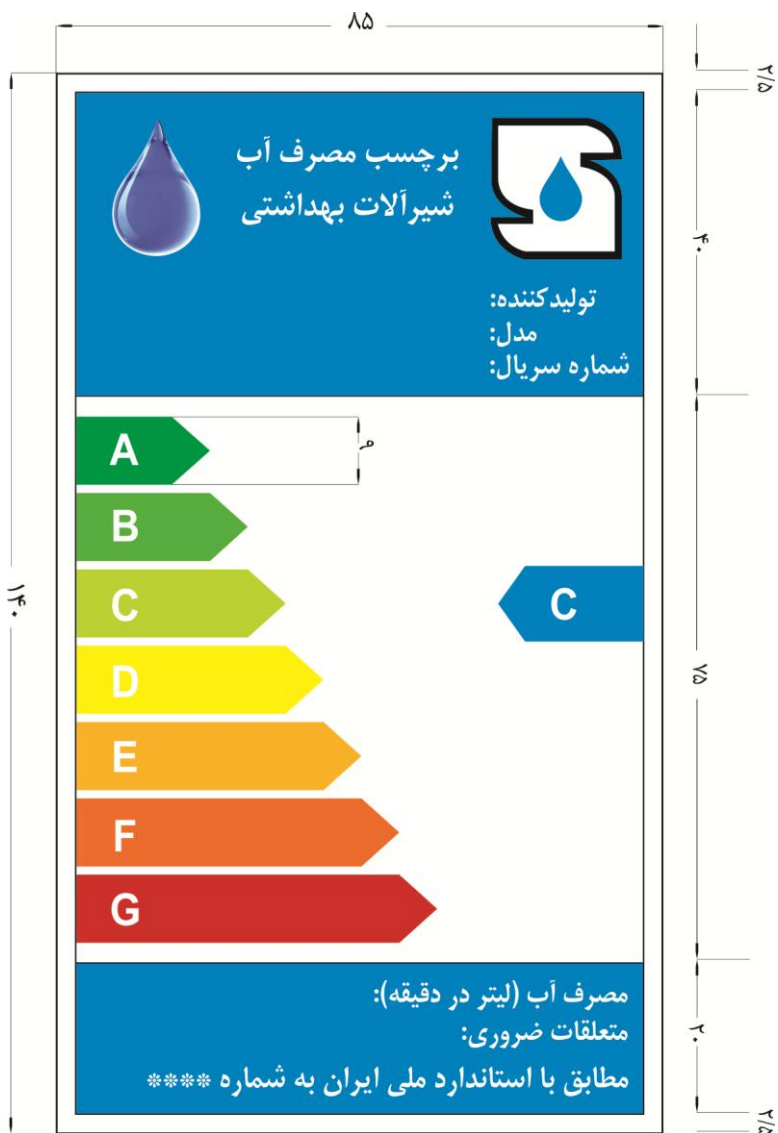 ۸۵
۲/۵
برچسب مصرف آب
شیرآلات بهداشتی
۴۰
تولیدکننده:
مدل:
شماره سریال:
A
۹
B
C
C
۱۴۰
D
۷۵
E
F
G
مصرف آب (لیتر در دقیقه):
متعلقات ضروری:
۲۰
مطابق با استاندارد ملی ایران به شماره ****
۲/۵